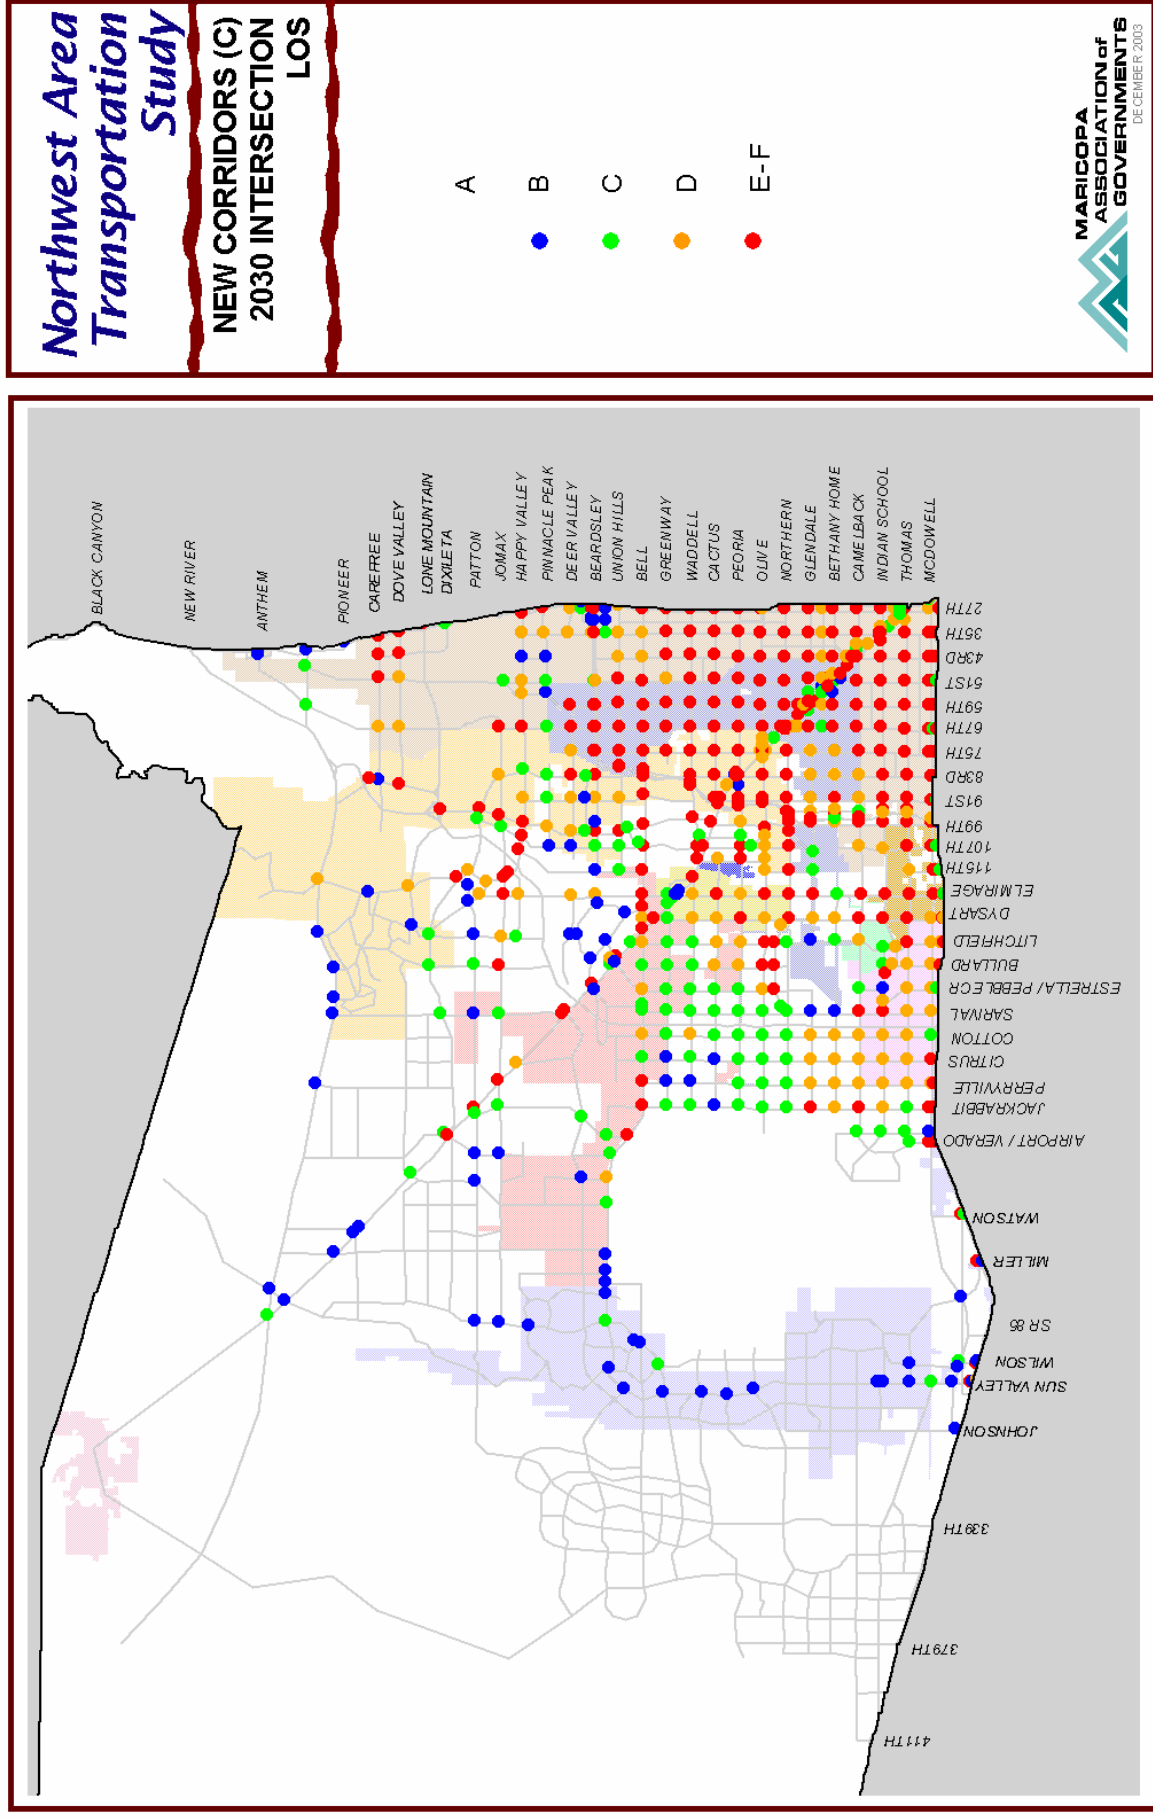 Northwest Area
Transportation
Study
NEW CORRIDORS (C)
2030 INTERSECTION
LOS
A
B
C
D
E-F
MARICOPA
ASSOCIATION of
GOVERNMENTS
DECEMBER 2003
BLACK CANYON
NEW RIVER
ANTHEM
PIONEER
CAREFREE
DOVE VALLEY
LONE MOUNTAIN
DIXILETA
PATTON
JOMAX
HAPPY VALLEY
PINNACLE PEAK
DEER VALLEY
BEARDSLEY
UNION HILLS
BELL
GREENWAY
WADDELL
CACTUS
PEORIA
OLIVE
NORTHERN
GLENDALE
BETHANY HOME
CAMELBACK
INDIAN SCHOOL
THOMAS
MCDOWELL
27TH
35TH
43RD
51ST
59TH
67TH
75TH
83RD
91ST
99TH
107TH
115TH
EL MIRAGE
DYSART
LITCHFIELD
BULLARD
ESTRELLA / PEBBLE CR
SARIVAL
COTTON
CITRUS
PERRYVILLE
JACKRABBIT
AIRPORT / VERADO
WATSON
MILLER
SR 85
WILSON
SUN VALLEY
JOHNSON
339TH
379TH
411TH